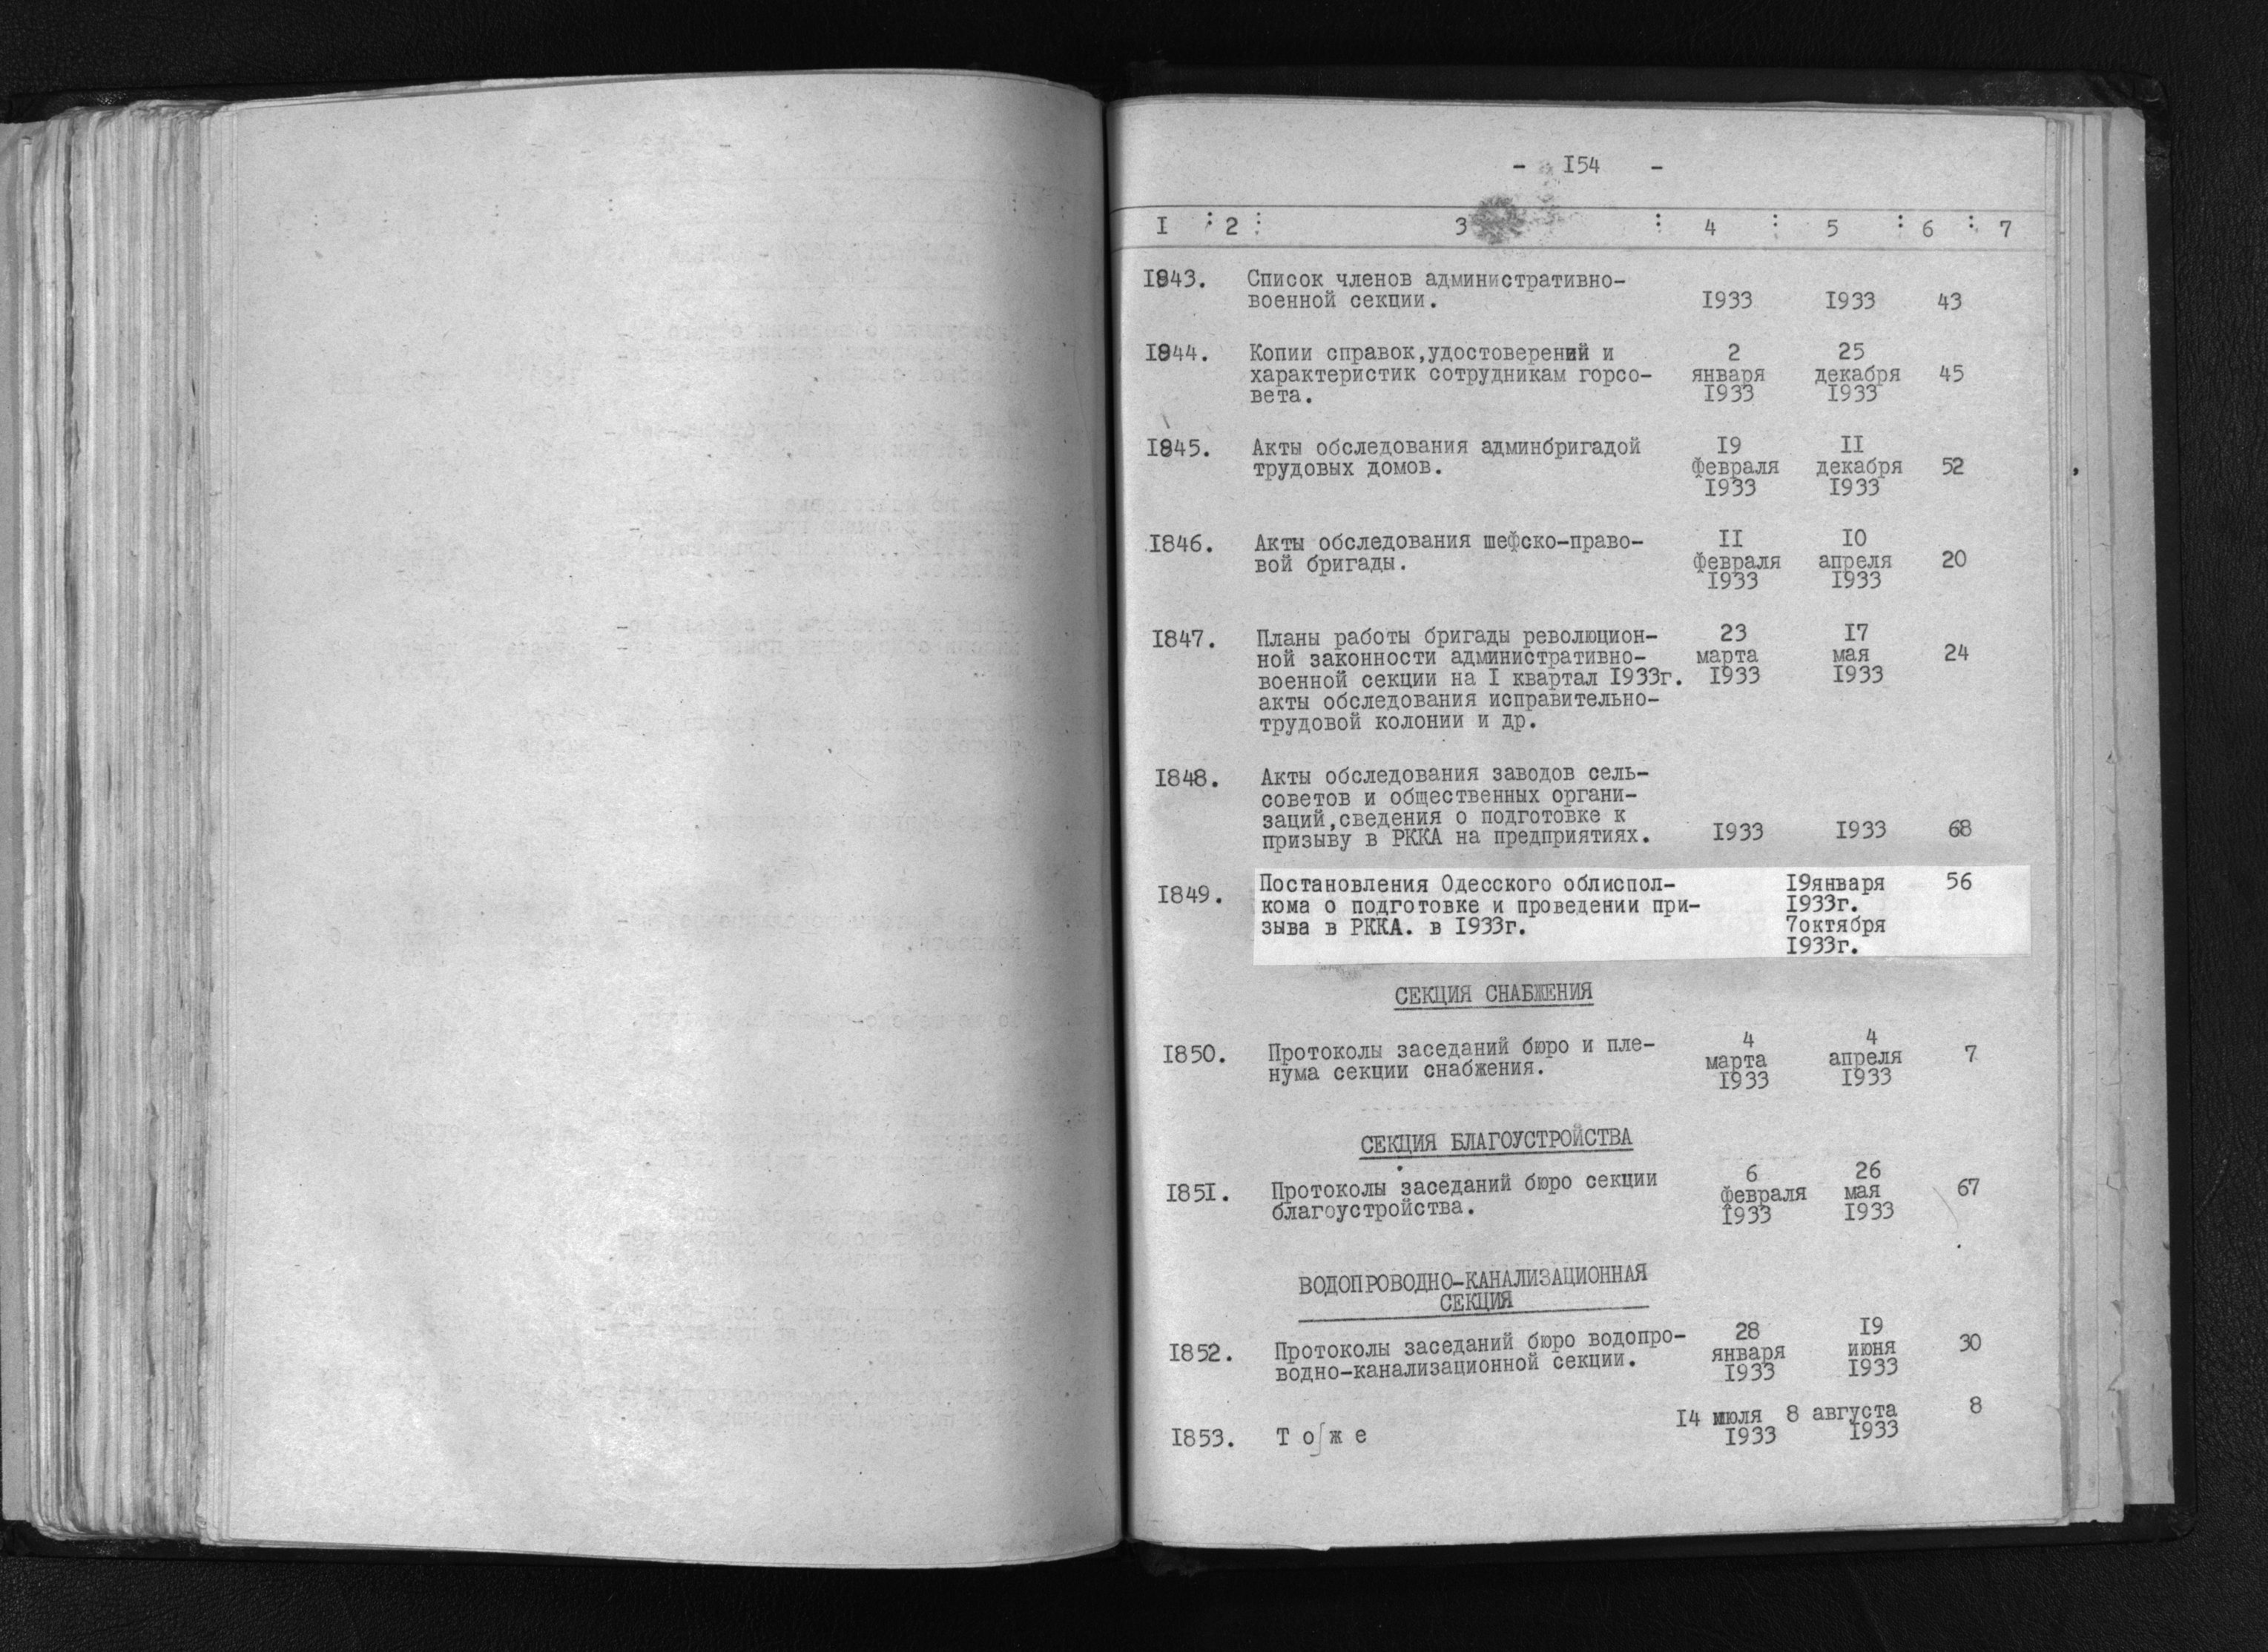 - I54 -
I : 2 : 3 : 4 : 5 : 6 : 7
I843. Список членов административно-
военной секции. I933 I933 43
I844. Копии справок,удостоверений и 2 25
характеристик сотрудникам горсо- января декабря 45
вета. I933 I933
I845. Акты обследования админбригадой I9 II
трудовых домов. февраля декабря 52
I933 I933
I846. Акты обследования шефско-право- II I0
вой бригады. февраля апреля 20
I933 I933
I847. Планы работы бригады революцион- 23 I7
ной законности административно- марта мая 24
военной секции на I квартал I933г. I933 I933
акты обследования исправительно-
трудовой колонии и др.
I848. Акты обследования заводов сель-
советов и общественных органи-
заций,сведения о подготовке к
призыву в РККА на предприятиях. I933 I933 68
I849. Постановления Одесского облиспол- I9января 56
кома о подготовке и проведении при- I933г.
зыва в РККА. в I933г. 7октября
I933г.
СЕКЦИЯ СНАБЖЕНИЯ
I850. Протоколы заседаний бюро и пле- 4 4
нума секции снабжения. марта апреля 7
I933 I933
СЕКЦИЯ БЛАГОУСТРОЙСТВА
I85I. Протоколы заседаний бюро секции 6 26
благоустройства. февраля мая 67
I933 I933
ВОДОПРОВОДНО-КАНАЛИЗАЦИОННАЯ
СЕКЦИЯ
I852. Протоколы заседаний бюро водопро- 28 I9
водно-канализационной секции. января июня 30
I933 I933
I853. Т о ж е I4 июля 8 августа 8
I933 I933